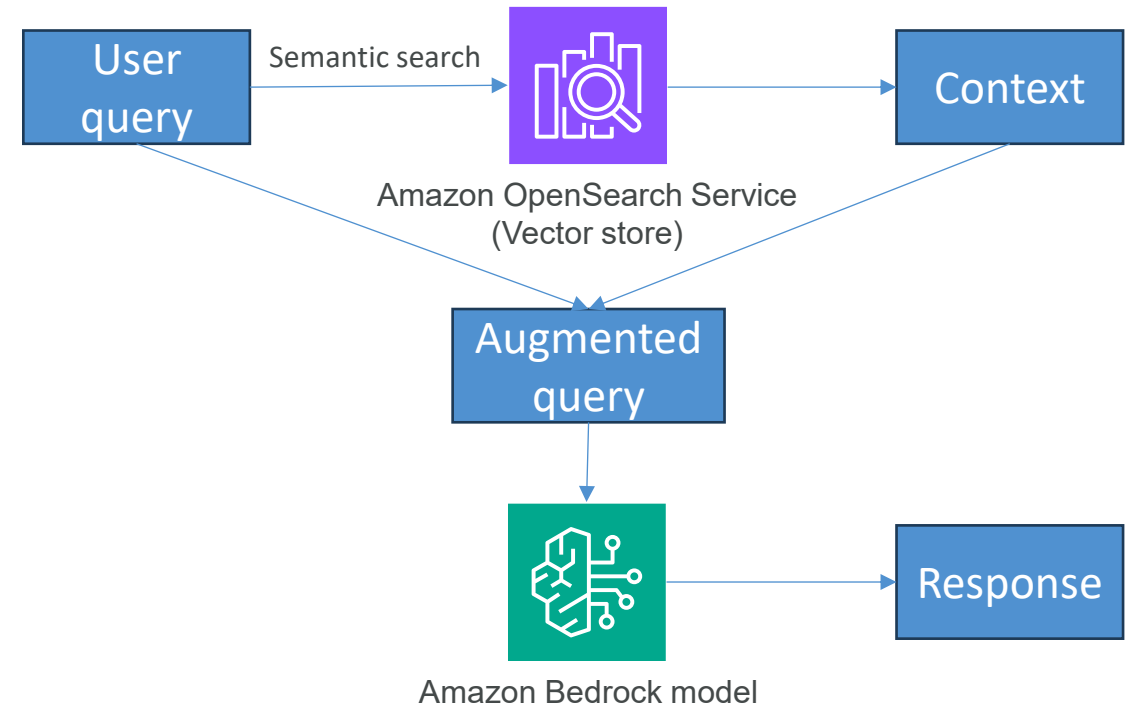 User
query
Semantic search
Context
Amazon OpenSearch Service
(Vector store)
Augmented
query
Response
Amazon Bedrock model